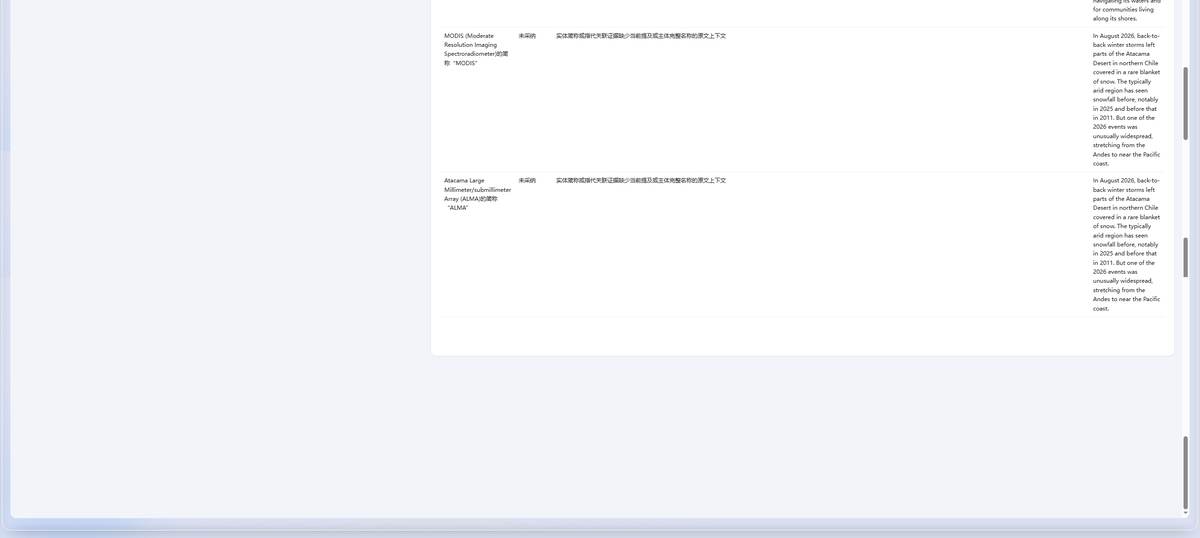 navigating its waters and
for communities living
along its shores.
MODIS (Moderate
Resolution Imaging
Spectroradiometer)的简
称“MODIS”
未采纳
实体简称或指代关联证据缺少当前提及或主体完整名称的原文上下文
In August 2026, back-to-
back winter storms left
parts of the Atacama
Desert in northern Chile
covered in a rare blanket
of snow. The typically
arid region has seen
snowfall before, notably
in 2025 and before that
in 2011. But one of the
2026 events was
unusually widespread,
stretching from the
Andes to near the Pacific
coast.
Atacama Large
Millimeter/submillimeter
Array (ALMA)的简称
“ALMA”
未采纳
实体简称或指代关联证据缺少当前提及或主体完整名称的原文上下文
In August 2026, back-to-
back winter storms left
parts of the Atacama
Desert in northern Chile
covered in a rare blanket
of snow. The typically
arid region has seen
snowfall before, notably
in 2025 and before that
in 2011. But one of the
2026 events was
unusually widespread,
stretching from the
Andes to near the Pacific
coast.